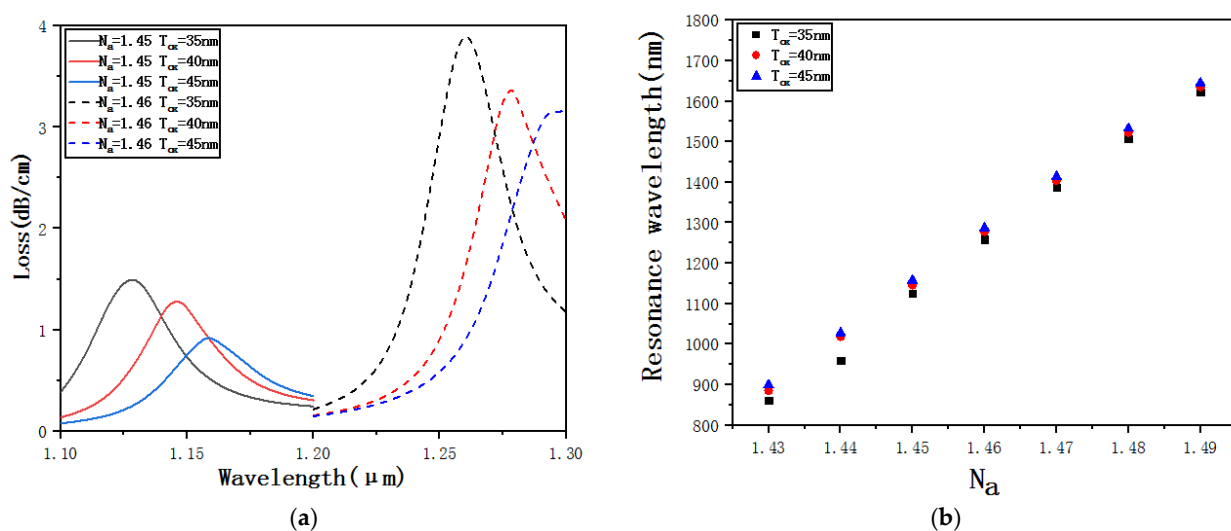 4
3
2
1
0
Loss(dB/cm)
Nₐ=1.45 Tₒₓ=35nm
Nₐ=1.45 Tₒₓ=40nm
Nₐ=1.45 Tₒₓ=45nm
Nₐ=1.46 Tₒₓ=35nm
Nₐ=1.46 Tₒₓ=40nm
Nₐ=1.46 Tₒₓ=45nm
1.10 1.15 1.20 1.25 1.30
Wavelength(μm)
(a)
1800
1700
1600
1500
1400
1300
1200
1100
1000
900
800
Resonance wavelength(nm)
Tₒₓ=35nm
Tₒₓ=40nm
Tₒₓ=45nm
1.43 1.44 1.45 1.46 1.47 1.48 1.49
Nₐ
(b)